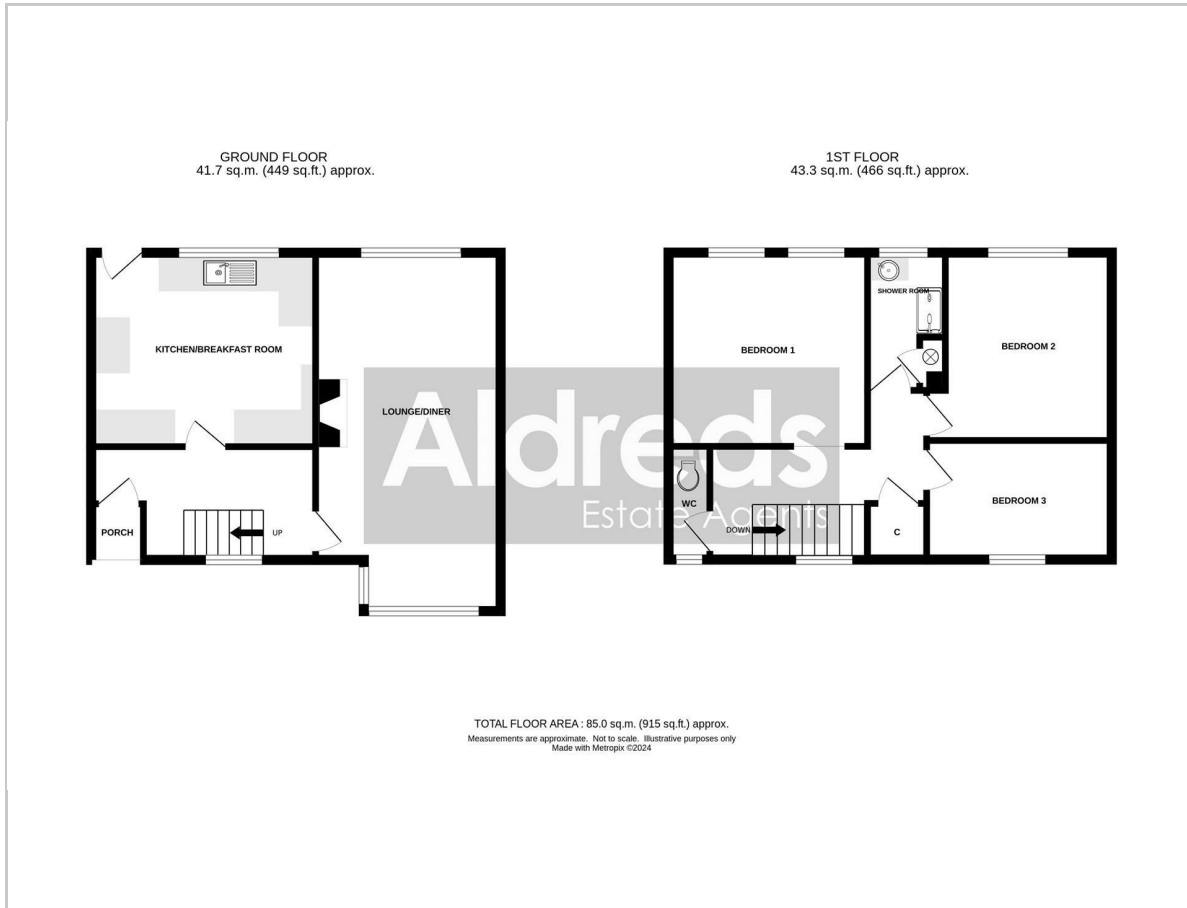 GROUND FLOOR
41.7 sq.m. (449 sq.ft.) approx.
1ST FLOOR
43.3 sq.m. (466 sq.ft.) approx.
KITCHEN/BREAKFAST ROOM
LOUNGE/DINER
PORCH
UP
BEDROOM 1
SHOWER ROOM
BEDROOM 2
WC
DOWN
C
BEDROOM 3
Aldreds
Estate Agents
TOTAL FLOOR AREA : 85.0 sq.m. (915 sq.ft.) approx.
Measurements are approximate. Not to scale. Illustrative purposes only
Made with Metropix ©2024